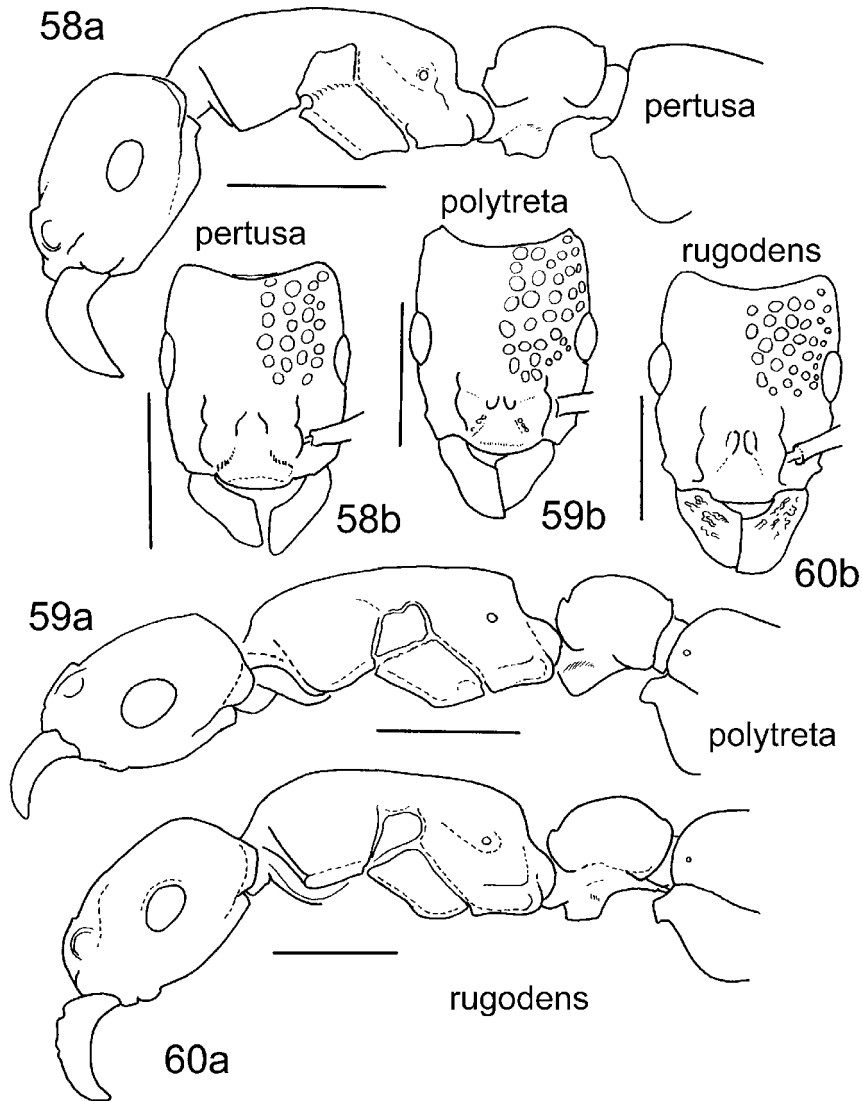 58a
pertusa
polytreta
pertusa
rugodens
58b
59b
60b
59a
polytreta
rugodens
60a